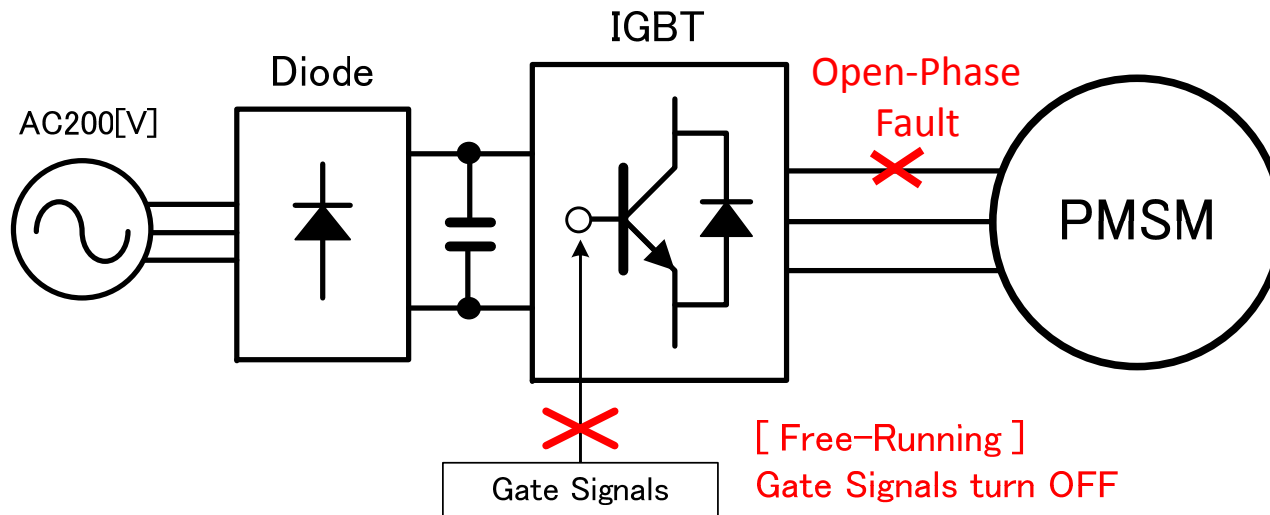 IGBT
Diode
Open-Phase
Fault
AC200[V]
PMSM
[ Free-Running ]
Gate Signals
Gate Signals turn OFF